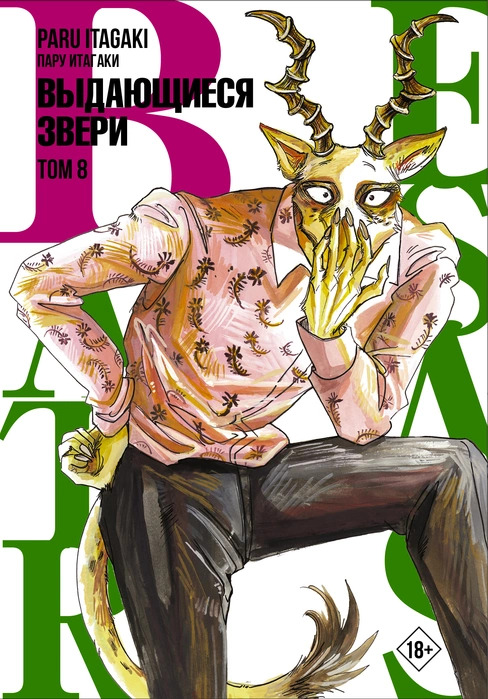 PARU ITAGAKI
ПАРУ ИТАГАКИ
ВЫДАЮЩИЕСЯ
ЗВЕРИ
ТОМ 8
BEASTARS
18+